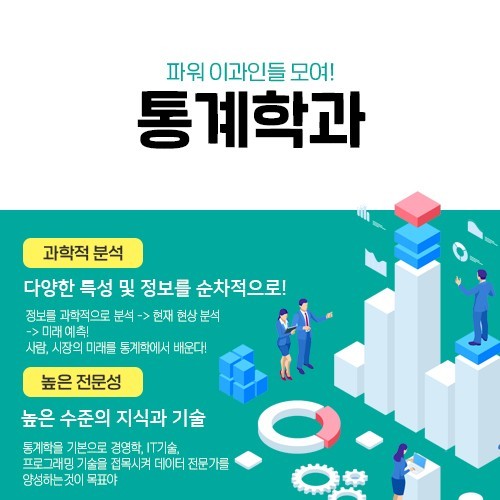 파워 이과인들 모여!
통계학과
과학적 분석
다양한 특성 및 정보를 순차적으로!
정보를 과학적으로 분석 -> 현재 현상 분석
-> 미래 예측!
사람, 시장의 미래를 통계학에서 배운다!
높은 전문성
높은 수준의 지식과 기술
통계학을 기본으로 경영학, IT기술,
프로그래밍 기술을 접목시켜 데이터 전문가를
양성하는것이 목표야